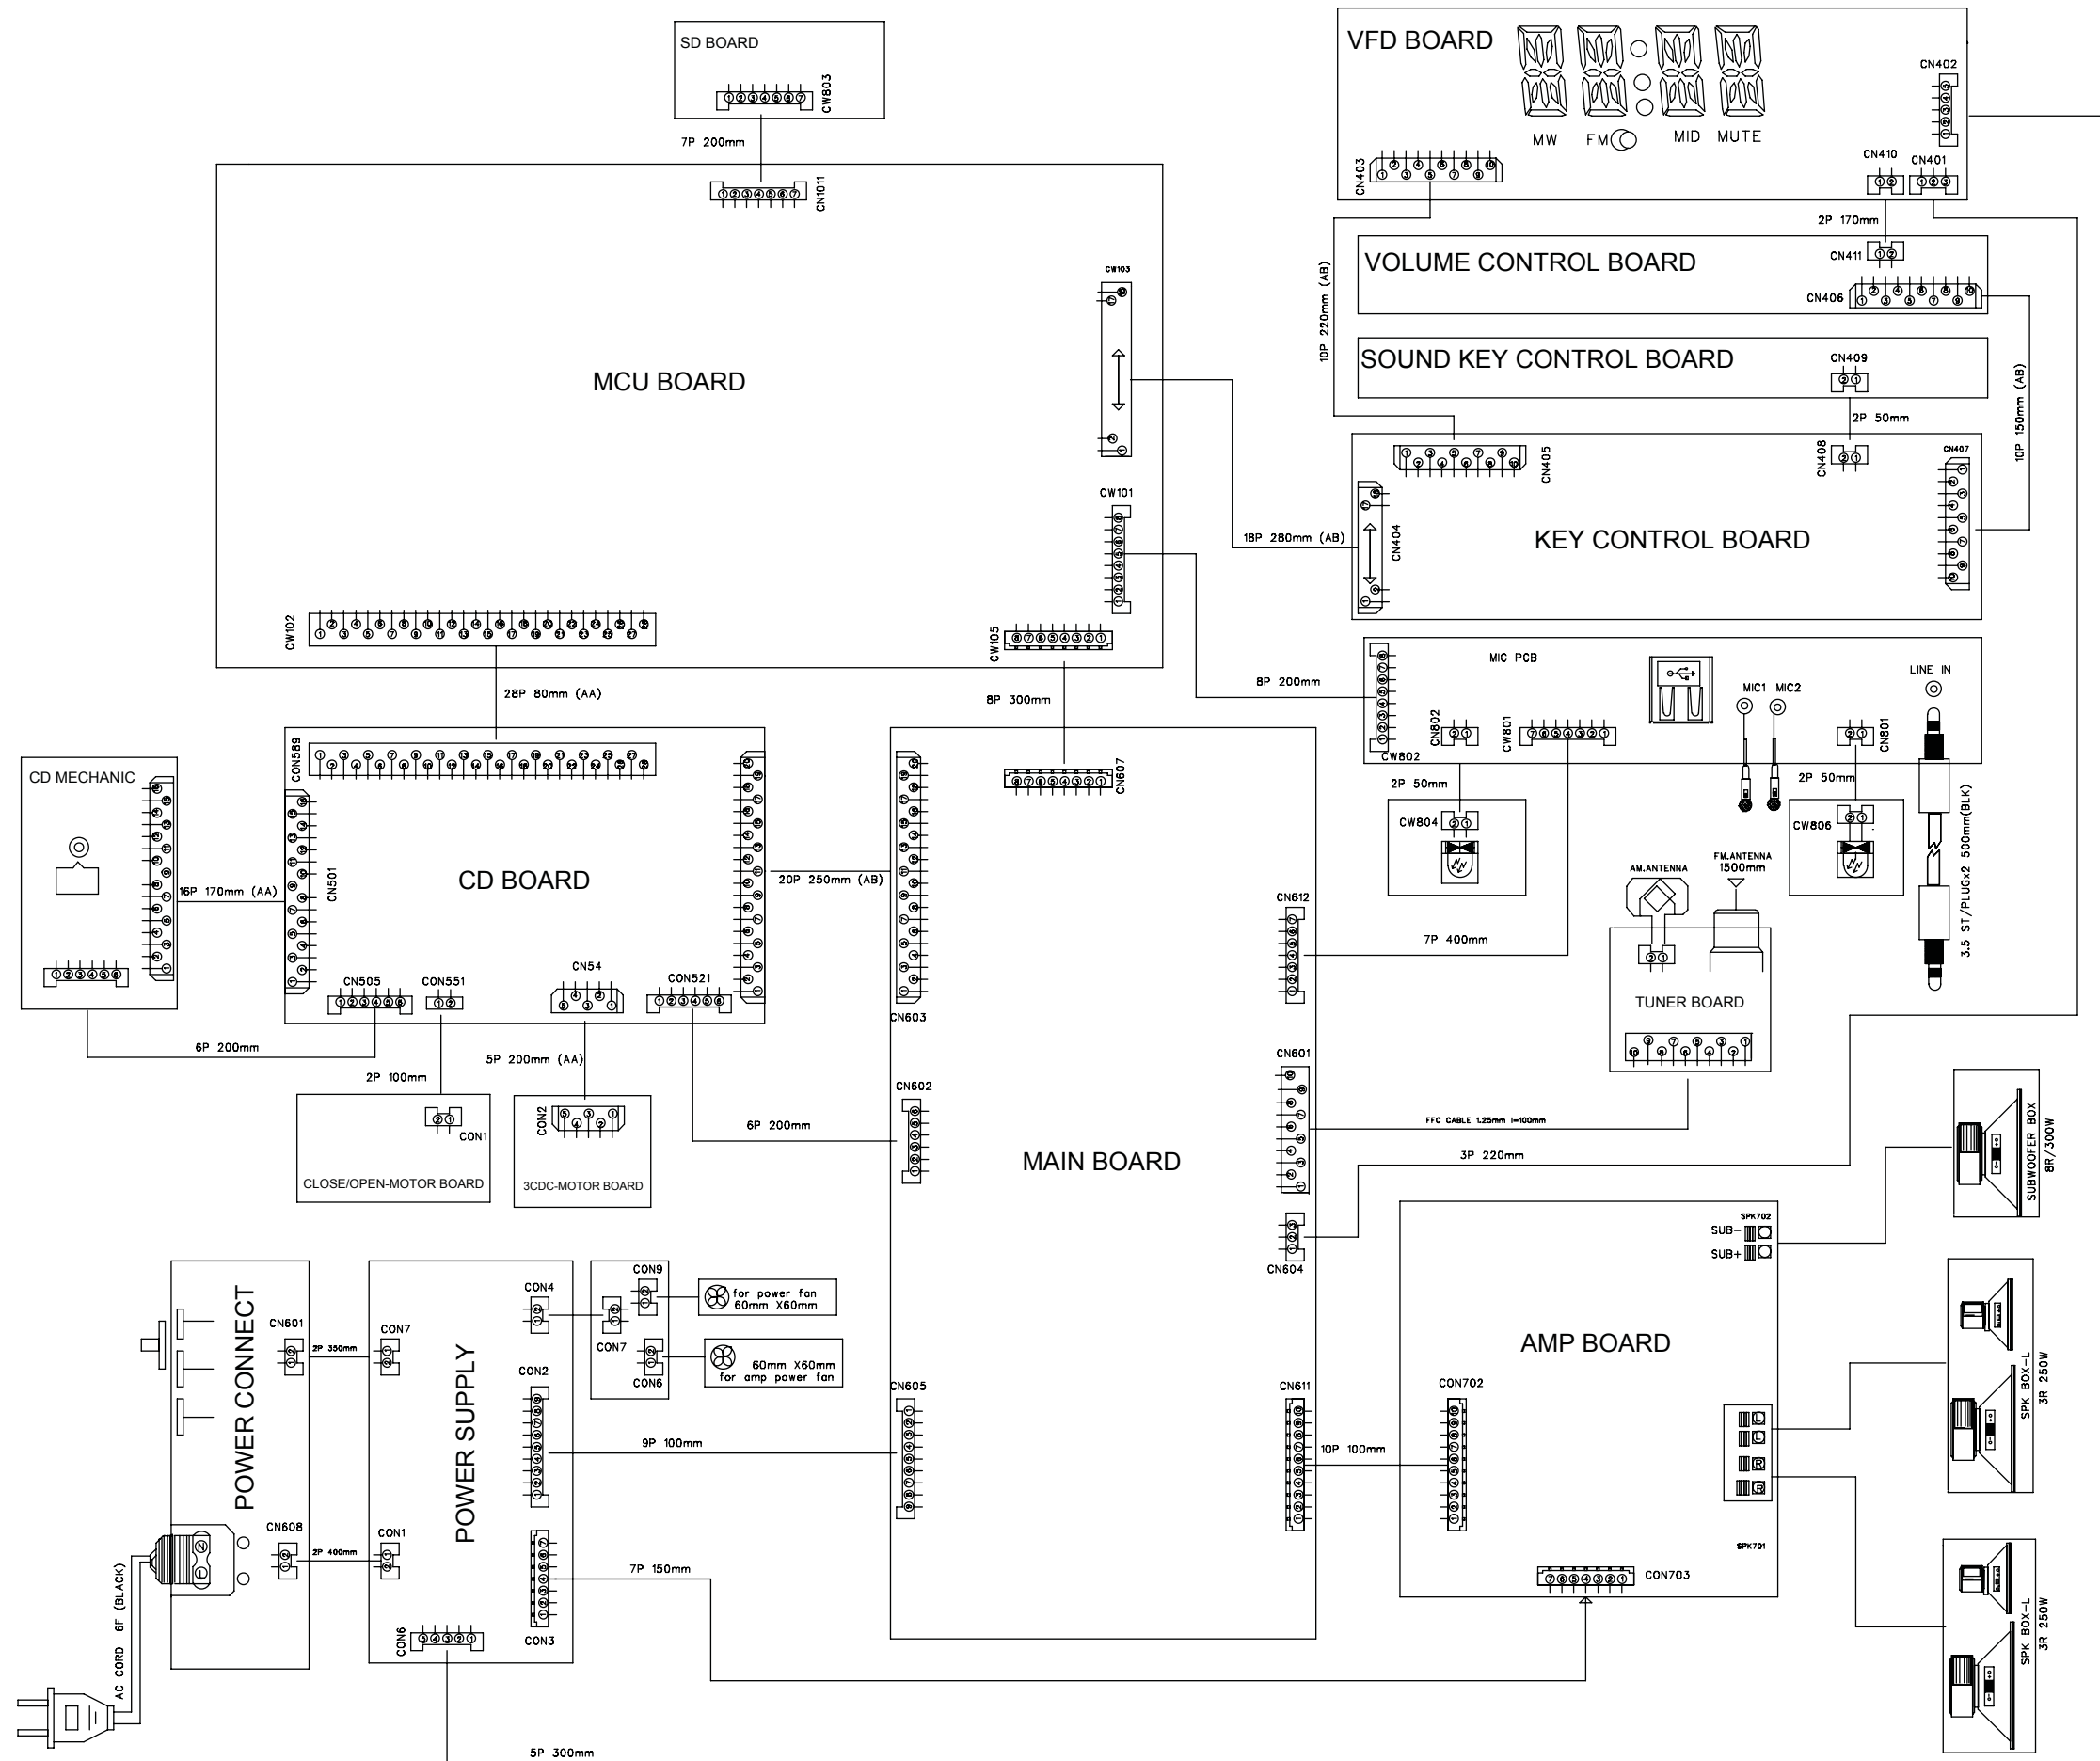 SD BOARD
CW803
7P 200mm
CN1011
MCU BOARD
CW103
CW101
CW102
CW105
28P 80mm (AA)
8P 300mm
VFD BOARD
MW FM MID MUTE
CN402
CN403
CN410
CN401
2P 170mm
VOLUME CONTROL BOARD
CN411
CN406
10P 220mm (AB)
SOUND KEY CONTROL BOARD
CN409
2P 50mm
10P 150mm (AB)
CN405
CN408
CN407
KEY CONTROL BOARD
CN404
18P 280mm (AB)
8P 200mm
MIC PCB
LINE IN
MIC1 MIC2
CN802
CW801
CN801
CW802
2P 50mm
2P 50mm
CW804
CW806
3.5 ST/PLUGx2 500mm(BLK)
AM.ANTENNA
FM.ANTENNA
1500mm
TUNER BOARD
CD MECHANIC
16P 170mm (AA)
CON589
CN501
CD BOARD
20P 250mm (AB)
CN505
CON551
CN54
CON521
6P 200mm
2P 100mm
5P 200mm (AA)
6P 200mm
CON1
CLOSE/OPEN-MOTOR BOARD
CON2
3CDC-MOTOR BOARD
CN607
CN603
CN612
7P 400mm
CN601
CN602
MAIN BOARD
FFC CABLE 1.25mm l=100mm
3P 220mm
CN604
CN605
CN611
10P 100mm
SUBWOOFER BOX
8R/300W
AMP BOARD
SPK702
SUB-
SUB+
CON702
L
L
R
R
SPK701
CON703
SPK BOX-L
3R 250W
SPK BOX-L
3R 250W
POWER CONNECT
CN601
2P 350mm
CON7
CN608
2P 400mm
CON1
N
L
AC CORD 6F (BLACK)
POWER SUPPLY
CON4
CON2
CON3
CON6
CON9
CON7
CON6
for power fan
60mm X60mm
60mm X60mm
for amp power fan
9P 100mm
7P 150mm
5P 300mm